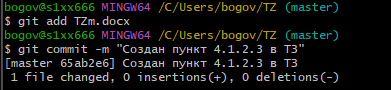 bogov@s1xx666 MINGW64 /C/Users/bogov/TZ (master)
$ git add TZm.docx

bogov@s1xx666 MINGW64 /C/Users/bogov/TZ (master)
$ git commit -m "Создан пункт 4.1.2.3 в ТЗ"
[master 65ab2e6] Создан пункт 4.1.2.3 в ТЗ
 1 file changed, 0 insertions(+), 0 deletions(-)